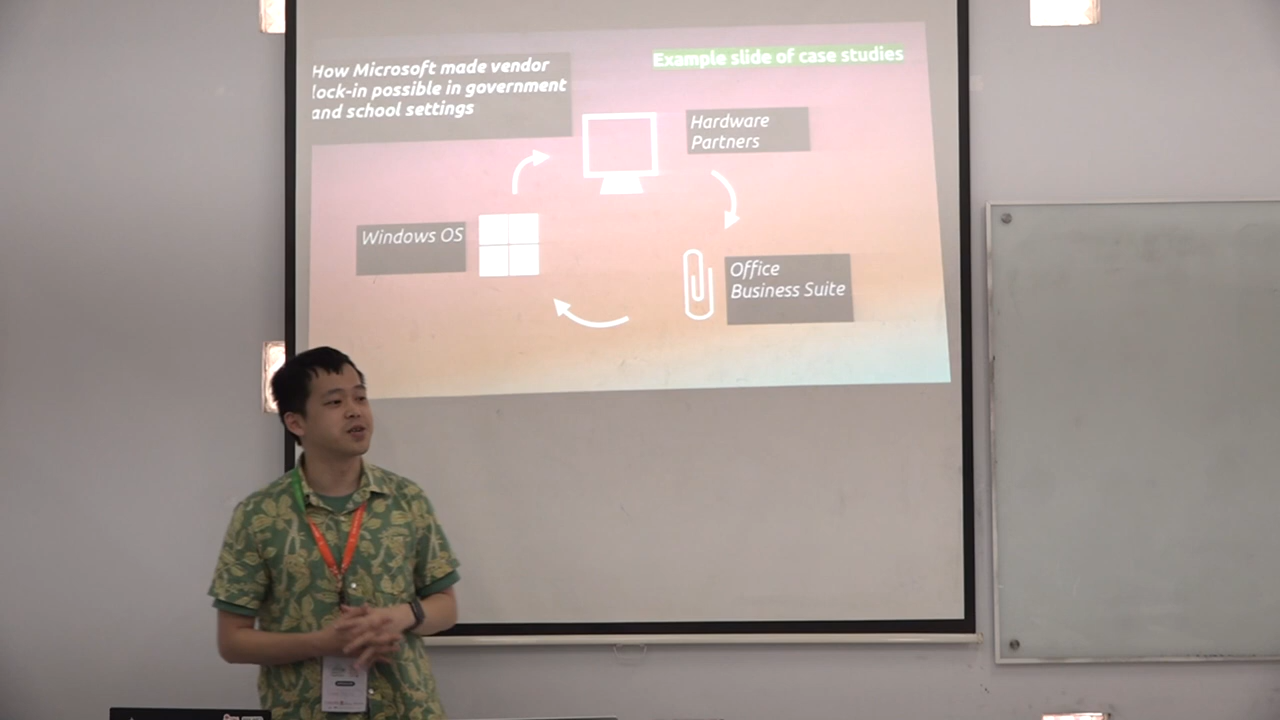 How Microsoft made vendor
lock-in possible in government
and school settings
Example slide of case studies
Hardware
Partners
Windows OS
Office
Business Suite